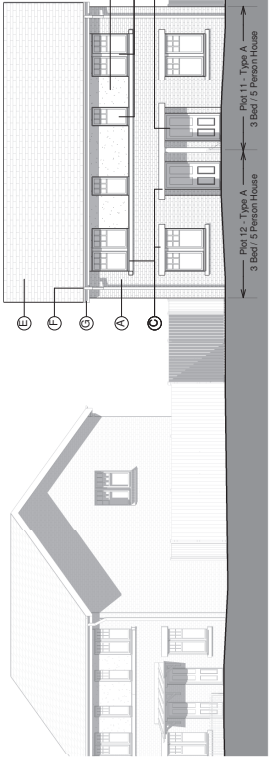 E
F
G
A
C
Plot 12 - Type A
3 Bed / 5 Person House
Plot 11 - Type A
3 Bed / 5 Person House